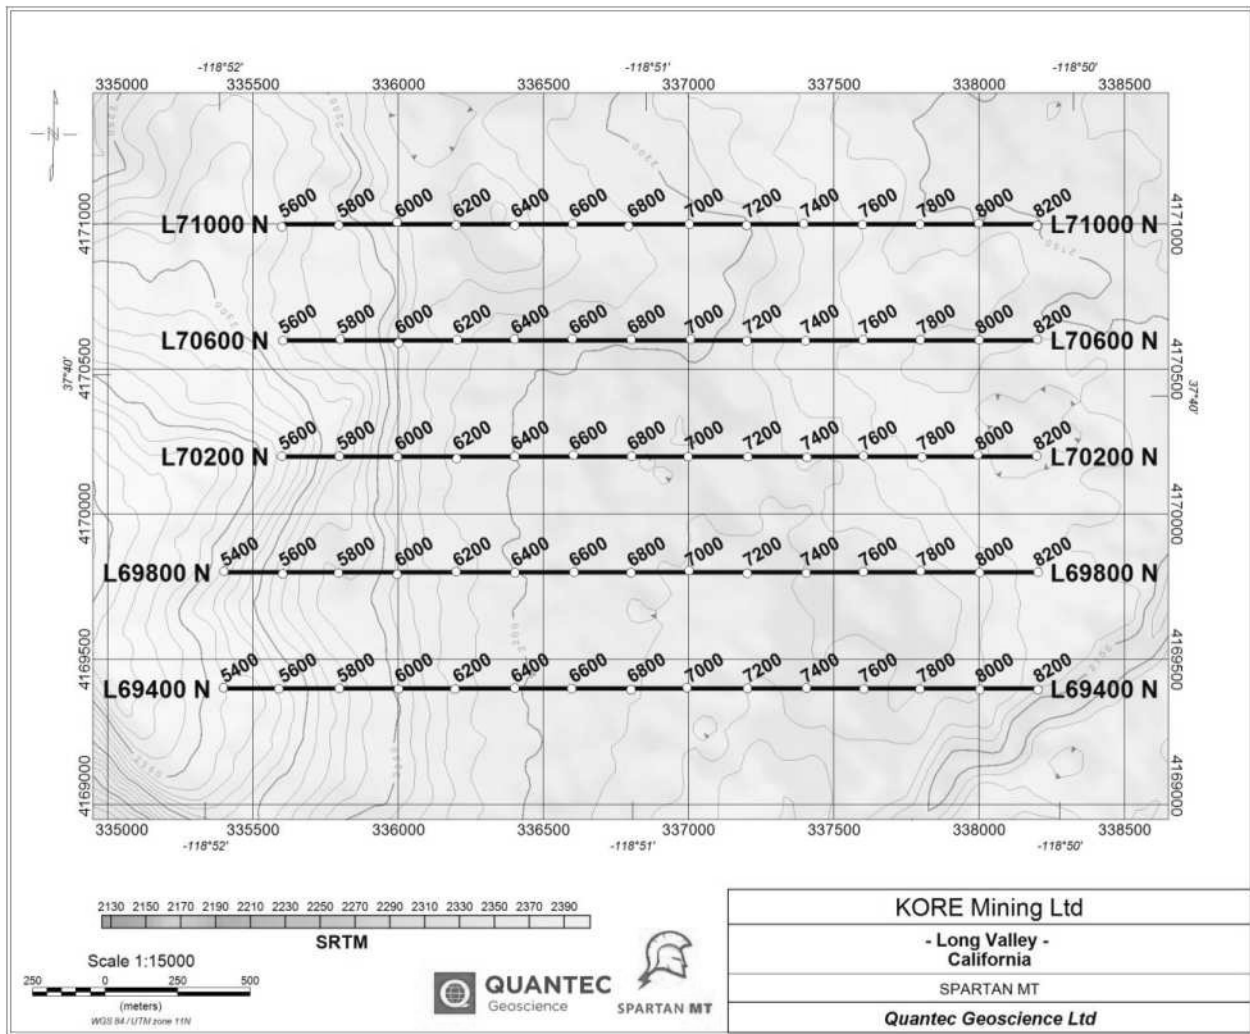 -118°52' -118°51' -118°50'
335000 335500 336000 336500 337000 337500 338000 338500
N
2200
2200
4171000 4171000
5600 5800 6000 6200 6400 6600 6800 7000 7200 7400 7600 7800 8000 8200
L71000 N L71000 N
2150
2300
5600 5800 6000 6200 6400 6600 6800 7000 7200 7400 7600 7800 8000 8200
L70600 N L70600 N
37°40' 4170500 4170500 37°40'
5600 5800 6000 6200 6400 6600 6800 7000 7200 7400 7600 7800 8000 8200
L70200 N L70200 N
4170000 4170000
5400 5600 5800 6000 6200 6400 6600 6800 7000 7200 7400 7600 7800 8000 8200
L69800 N L69800 N
2200
4169500 4169500
5400 5600 5800 6000 6200 6400 6600 6800 7000 7200 7400 7600 7800 8000 8200
L69400 N L69400 N
4169000 4169000
335000 335500 336000 336500 337000 337500 338000 338500
-118°52' -118°51' -118°50'
2130 2150 2170 2190 2210 2230 2250 2270 2290 2310 2330 2350 2370 2390
SRTM
Scale 1:15000
250 0 250 500
(meters)
WGS 84 / UTM zone 11N
QUANTEC
Geoscience
SPARTAN MT
KORE Mining Ltd
- Long Valley -
California
SPARTAN MT
Quantec Geoscience Ltd